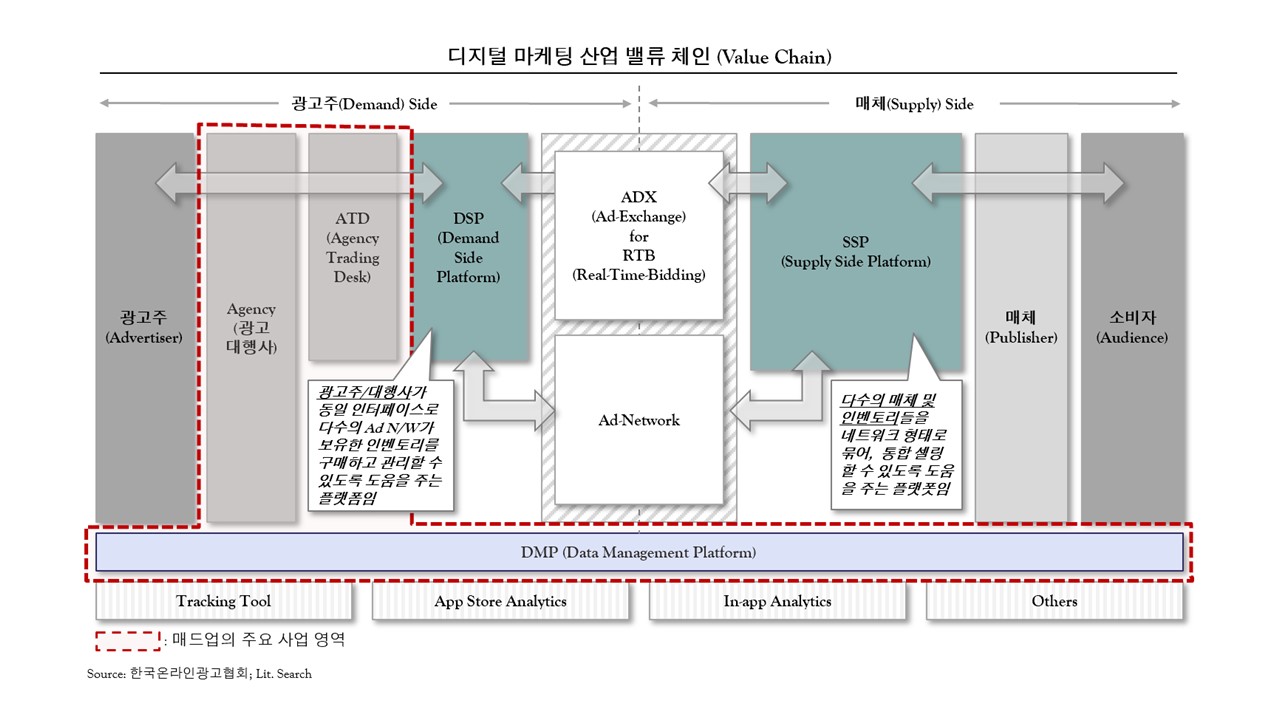 디지털 마케팅 산업 밸류 체인 (Value Chain)
광고주(Demand) Side
매체(Supply) Side
광고주
(Advertiser)
Agency
(광고
대행사)
ATD
(Agency
Trading
Desk)
DSP
(Demand
Side
Platform)
ADX
(Ad-Exchange)
for
RTB
(Real-Time-Bidding)
Ad-Network
SSP
(Supply Side Platform)
매체
(Publisher)
소비자
(Audience)
광고주/대행사가
동일 인터페이스로
다수의 Ad N/W가
보유한 인벤토리를
구매하고 관리할 수
있도록 도움을 주는
플랫폼임
다수의 매체 및
인벤토리들을
네트워크 형태로
묶어, 통합 셀링
할 수 있도록 도움
을 주는 플랫폿임
DMP (Data Management Platform)
Tracking Tool
App Store Analytics
In-app Analytics
Others
: 매드업의 주요 사업 영역
Source: 한국온라인광고협회; Lit. Search